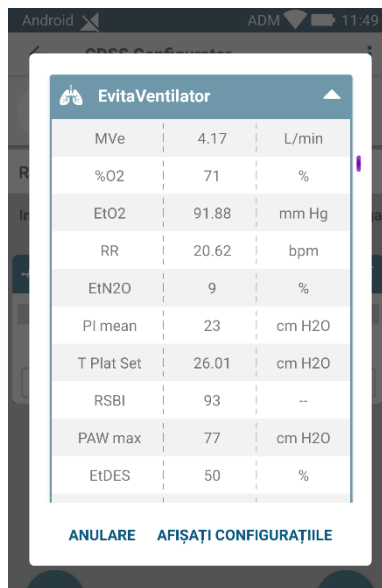 Android ADM 11:49
CDSS Configurator
EvitaVentilator
MVe 4.17 L/min
%O2 71 %
EtO2 91.88 mm Hg
RR 20.62 bpm
EtN2O 9 %
PI mean 23 cm H2O
T Plat Set 26.01 cm H2O
RSBI 93 --
PAW max 77 cm H2O
EtDES 50 %
ANULARE AFIȘAȚI CONFIGURAȚIILE